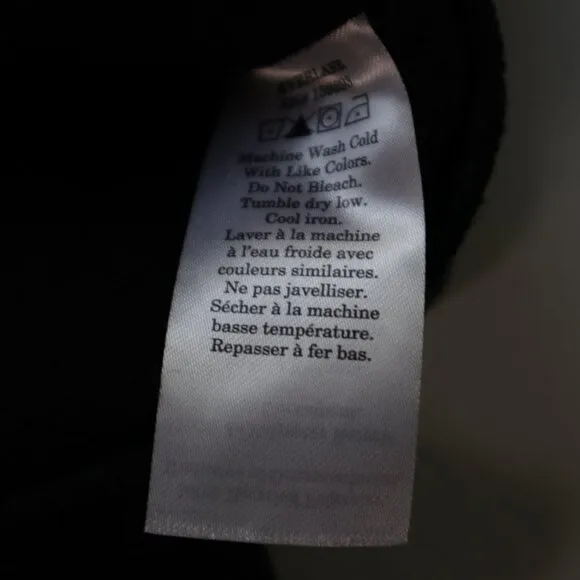 Machine Wash Cold
With Like Colors.
Do Not Bleach.
Tumble dry low.
Cool iron.
Laver à la machine
à l'eau froide avec
couleurs similaires.
Ne pas javelliser.
Sécher à la machine
basse température.
Repasser à fer bas.